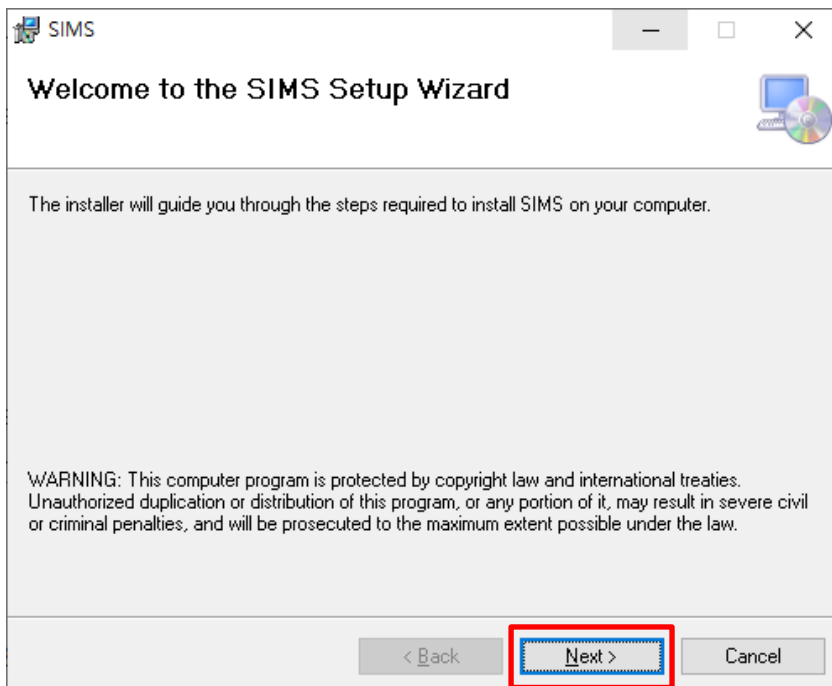 SIMS
Welcome to the SIMS Setup Wizard
The installer will guide you through the steps required to install SIMS on your computer.
WARNING: This computer program is protected by copyright law and international treaties.
Unauthorized duplication or distribution of this program, or any portion of it, may result in severe civil
or criminal penalties, and will be prosecuted to the maximum extent possible under the law.
< Back
Next >
Cancel